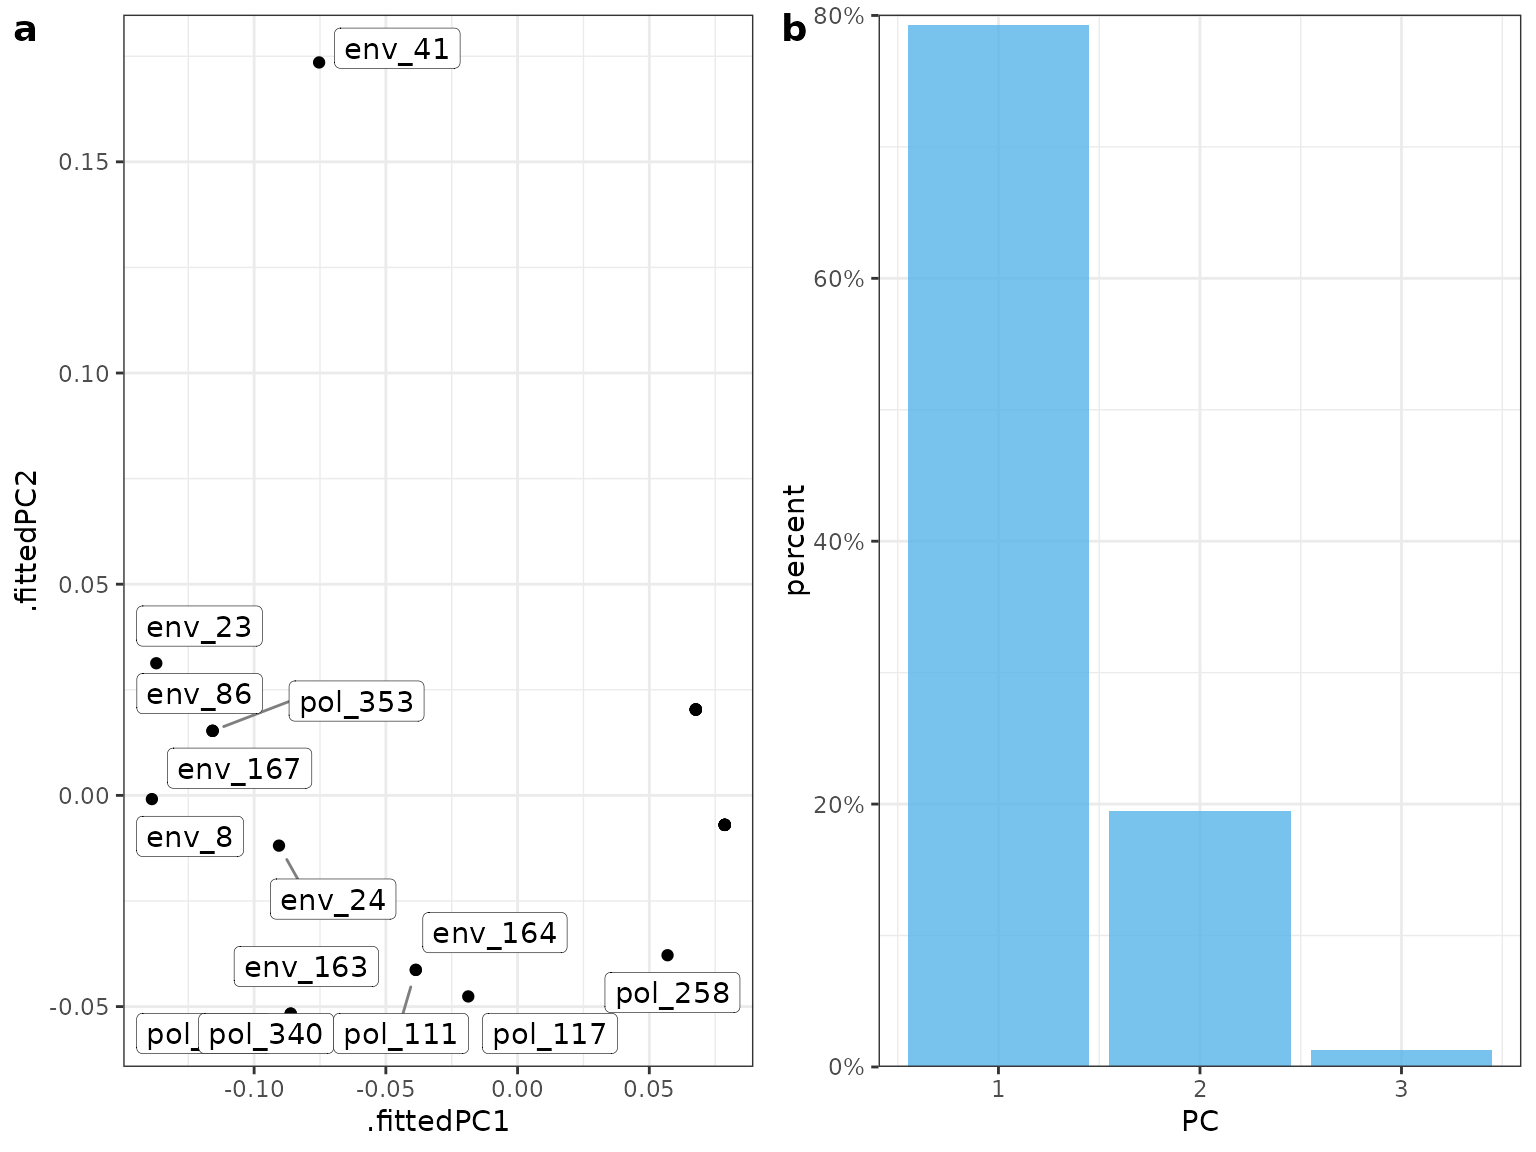 a
env_41
0.15
0.10
0.05
0.00
-0.05
.fittedPC2
env_23
env_86
pol_353
env_167
env_8
env_24
env_164
env_163
pol_258
pol_
pol_340
pol_111
pol_117
-0.10
-0.05
0.00
0.05
.fittedPC1
b
80%
60%
40%
20%
0%
percent
1
2
3
PC